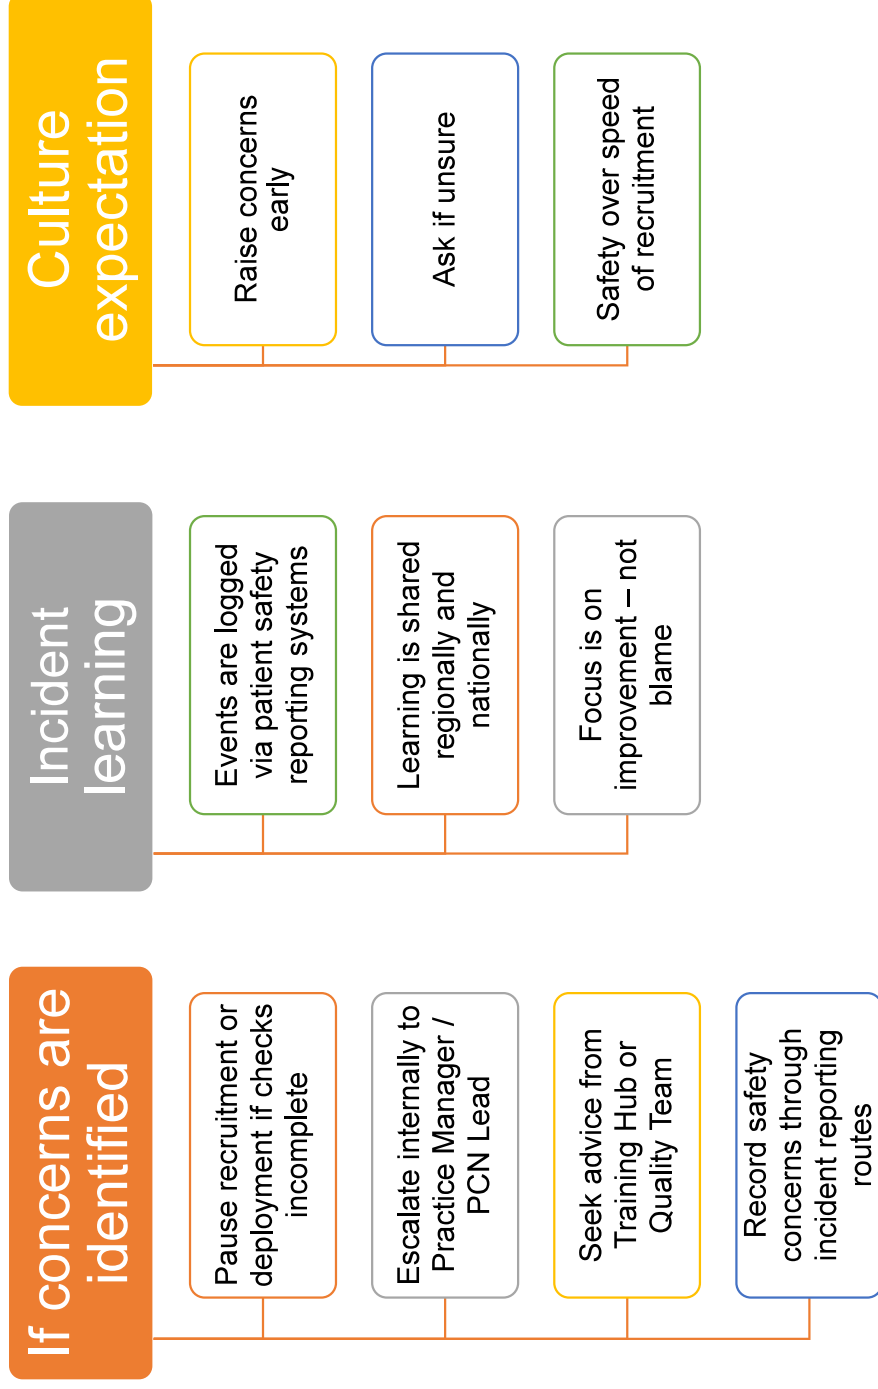 If concerns are
identified
Pause recruitment or
deployment if checks
incomplete
Escalate internally to
Practice Manager /
PCN Lead
Seek advice from
Training Hub or
Quality Team
Record safety
concerns through
incident reporting
routes
Incident
learning
Events are logged
via patient safety
reporting systems
Learning is shared
regionally and
nationally
Focus is on
improvement – not
blame
Culture
expectation
Raise concerns
early
Ask if unsure
Safety over speed
of recruitment